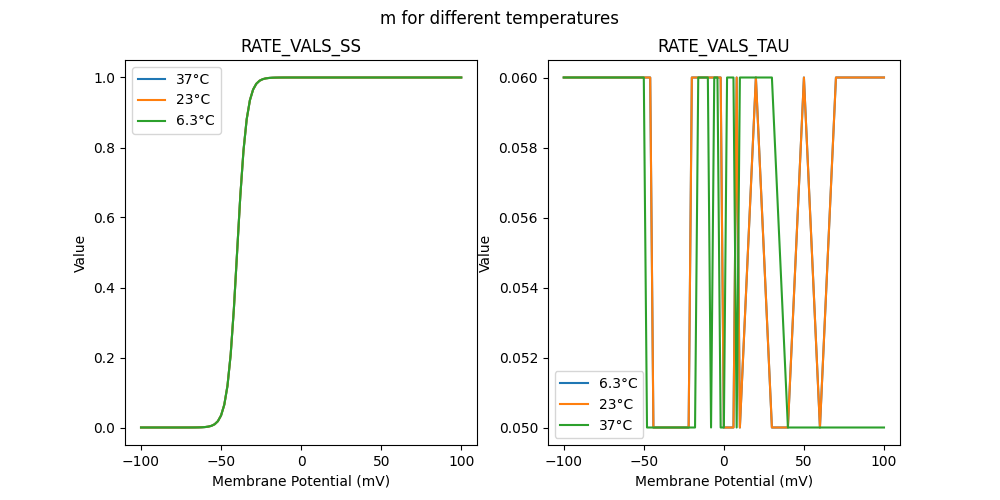 m for different temperatures
RATE_VALS_SS
1.0
0.8
0.6
0.4
0.2
0.0
Value
−100
−50
0
50
100
Membrane Potential (mV)
37°C
23°C
6.3°C
RATE_VALS_TAU
0.060
0.058
0.056
0.054
0.052
0.050
Value
−100
−50
0
50
100
Membrane Potential (mV)
6.3°C
23°C
37°C